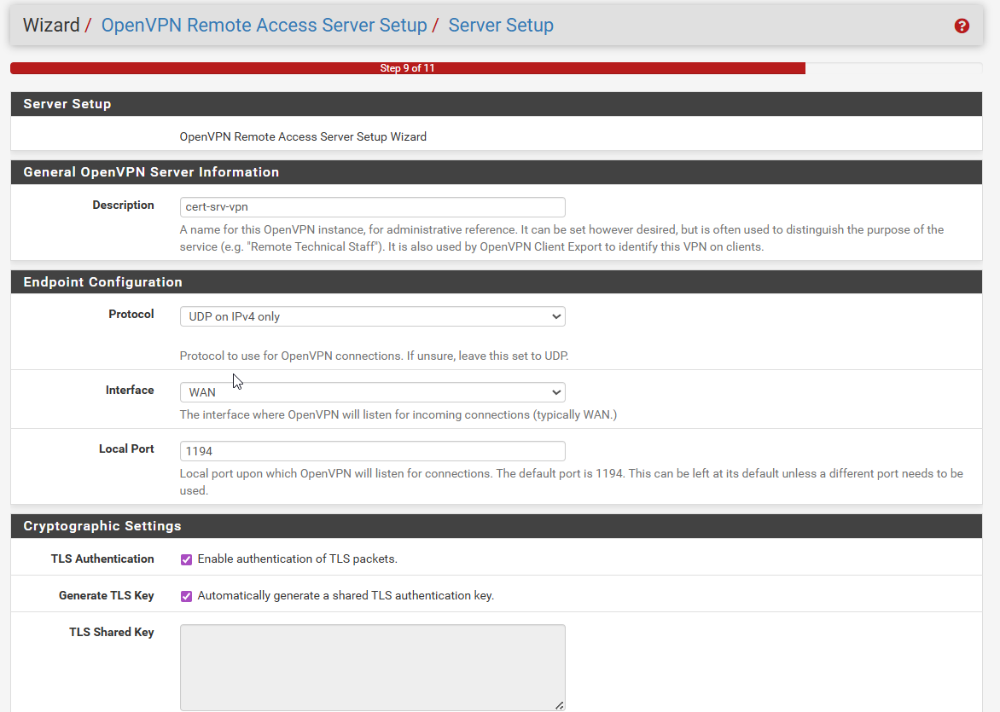 Wizard / OpenVPN Remote Access Server Setup / Server Setup
Step 9 of 11
Server Setup
OpenVPN Remote Access Server Setup Wizard
General OpenVPN Server Information
Description
cert-srv-vpn
A name for this OpenVPN instance, for administrative reference. It can be set however desired, but is often used to distinguish the purpose of the
service (e.g. "Remote Technical Staff"). It is also used by OpenVPN Client Export to identify this VPN on clients.
Endpoint Configuration
Protocol
UDP on IPv4 only
Protocol to use for OpenVPN connections. If unsure, leave this set to UDP.
Interface
WAN
The interface where OpenVPN will listen for incoming connections (typically WAN.)
Local Port
1194
Local port upon which OpenVPN will listen for connections. The default port is 1194. This can be left at its default unless a different port needs to be
used.
Cryptographic Settings
TLS Authentication
Enable authentication of TLS packets.
Generate TLS Key
Automatically generate a shared TLS authentication key.
TLS Shared Key